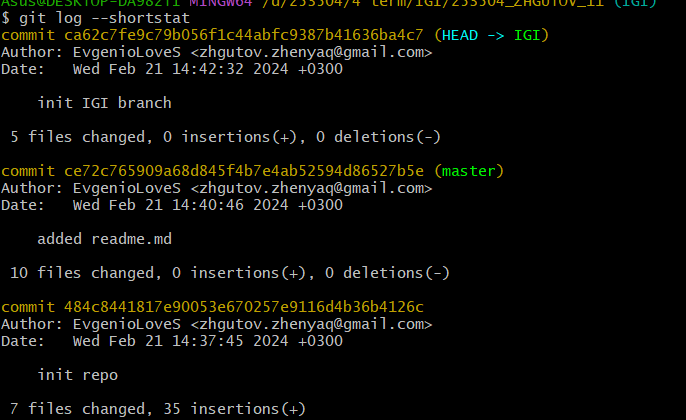 Asus@DESKTOP-DA982TI MINGW64 /d/253504/4 term/IGI/253504_ZHGUTOV_11 (IGI)
$ git log --shortstat
commit ca62c7fe9c79b056f1c44abfc9387b41636ba4c7 (HEAD -> IGI)
Author: EvgenioLoveS <zhgutov.zhenyaq@gmail.com>
Date:   Wed Feb 21 14:42:32 2024 +0300
init IGI branch
5 files changed, 0 insertions(+), 0 deletions(-)
commit ce72c765909a68d845f4b7e4ab52594d86527b5e (master)
Author: EvgenioLoveS <zhgutov.zhenyaq@gmail.com>
Date:   Wed Feb 21 14:40:46 2024 +0300
added readme.md
10 files changed, 0 insertions(+), 0 deletions(-)
commit 484c8441817e90053e670257e9116d4b36b4126c
Author: EvgenioLoveS <zhgutov.zhenyaq@gmail.com>
Date:   Wed Feb 21 14:37:45 2024 +0300
init repo
7 files changed, 35 insertions(+)